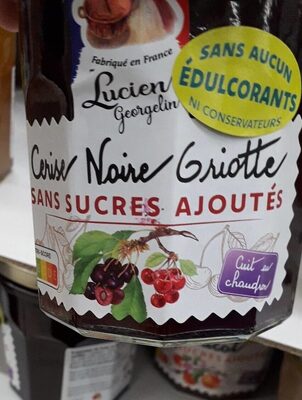 Fabriqué en France
Lucien
Georgelin
SANS AUCUN
ÉDULCORANTS
NI CONSERVATEURS
Cerise Noire Griotte
SANS SUCRES AJOUTÉS
Cuit au
chaudron